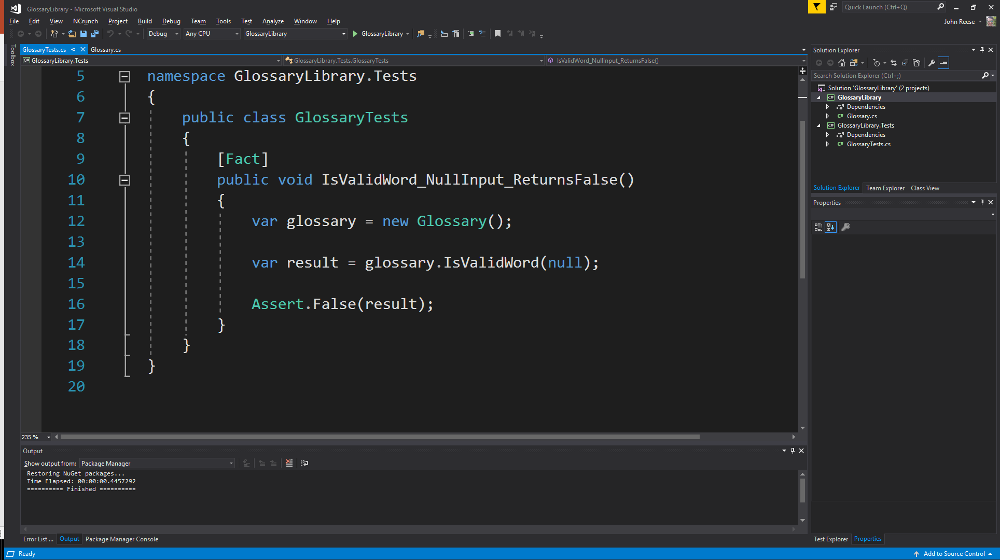 GlossaryLibrary - Microsoft Visual Studio
Quick Launch (Ctrl+Q)
File Edit View NCrunch Project Build Debug Team Tools Test Analyze Window Help
John Reese
Debug Any CPU GlossaryLibrary GlossaryLibrary
Toolbox
GlossaryTests.cs Glossary.cs
GlossaryLibrary.Tests GlossaryLibrary.Tests.GlossaryTests IsValidWord_NullInput_ReturnsFalse()
5 namespace GlossaryLibrary.Tests
6 {
7 public class GlossaryTests
8 {
9 [Fact]
10 public void IsValidWord_NullInput_ReturnsFalse()
11 {
12 var glossary = new Glossary();
13
14 var result = glossary.IsValidWord(null);
15
16 Assert.False(result);
17 }
18 }
19 }
20
235 %
Output
Show output from: Package Manager
Restoring NuGet packages...
Time Elapsed: 00:00:00.4457292
========== Finished ==========
Error List ... Output Package Manager Console
Solution Explorer
Search Solution Explorer (Ctrl+;)
Solution 'GlossaryLibrary' (2 projects)
C# GlossaryLibrary
Dependencies
C# Glossary.cs
C# GlossaryLibrary.Tests
Dependencies
C# GlossaryTests.cs
Solution Explorer Team Explorer Class View
Properties
Test Explorer Properties
Ready
Add to Source Control